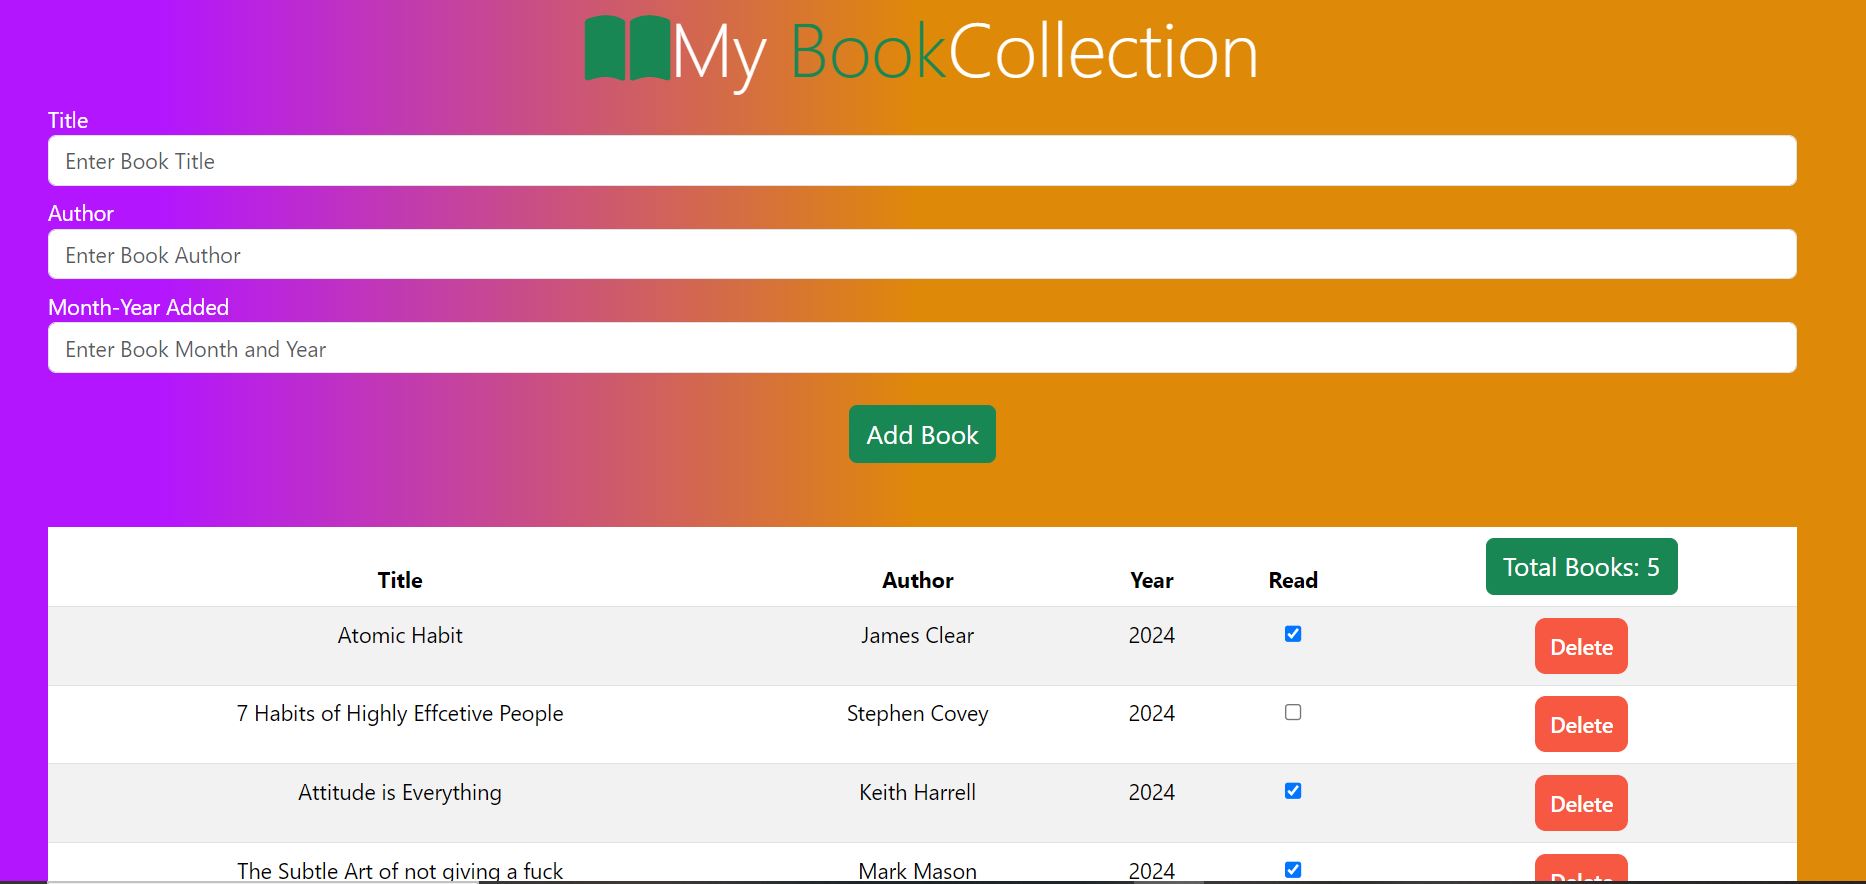 My BookCollection
Title
Enter Book Title
Author
Enter Book Author
Month-Year Added
Enter Book Month and Year
Add Book
Title Author Year Read Total Books: 5
Atomic Habit James Clear 2024 Delete
7 Habits of Highly Effcetive People Stephen Covey 2024 Delete
Attitude is Everything Keith Harrell 2024 Delete
The Subtle Art of not giving a fuck Mark Mason 2024 Delete